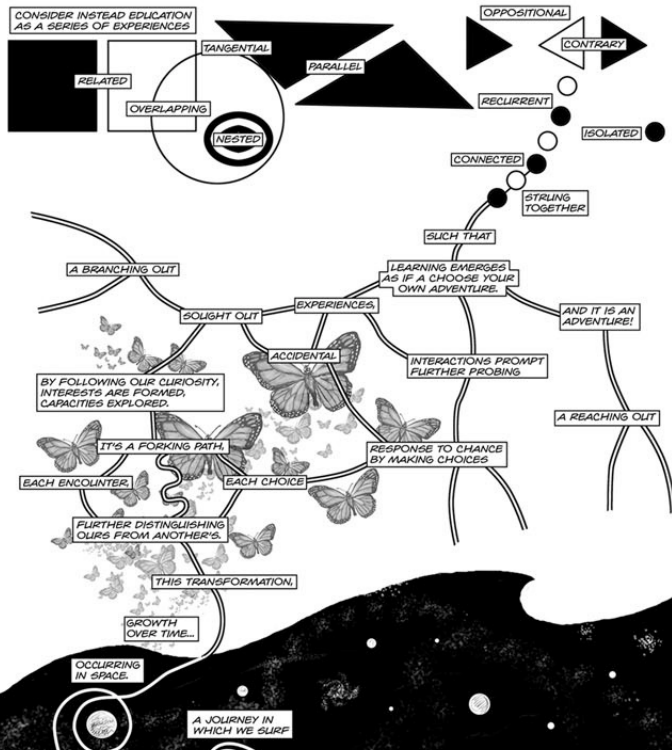 CONSIDER INSTEAD EDUCATION
AS A SERIES OF EXPERIENCES
RELATED
OVERLAPPING
TANGENTIAL
NESTED
PARALLEL
OPPOSITIONAL
CONTRARY
RECURRENT
ISOLATED
CONNECTED
STRUNG
TOGETHER
SUCH THAT
LEARNING EMERGES
AS IF A CHOOSE YOUR
OWN ADVENTURE.
AND IT IS AN
ADVENTURE!
A REACHING OUT
A BRANCHING OUT
SOUGHT OUT
EXPERIENCES,
ACCIDENTAL
INTERACTIONS PROMPT
FURTHER PROBING
BY FOLLOWING OUR CURIOSITY,
INTERESTS ARE FORMED,
CAPACITIES EXPLORED.
IT'S A FORKING PATH,
RESPONSE TO CHANCE
BY MAKING CHOICES
EACH ENCOUNTER,
EACH CHOICE
FURTHER DISTINGUISHING
OURS FROM ANOTHER'S.
THIS TRANSFORMATION,
GROWTH
OVER TIME...
OCCURRING
IN SPACE.
A JOURNEY IN
WHICH WE SURF